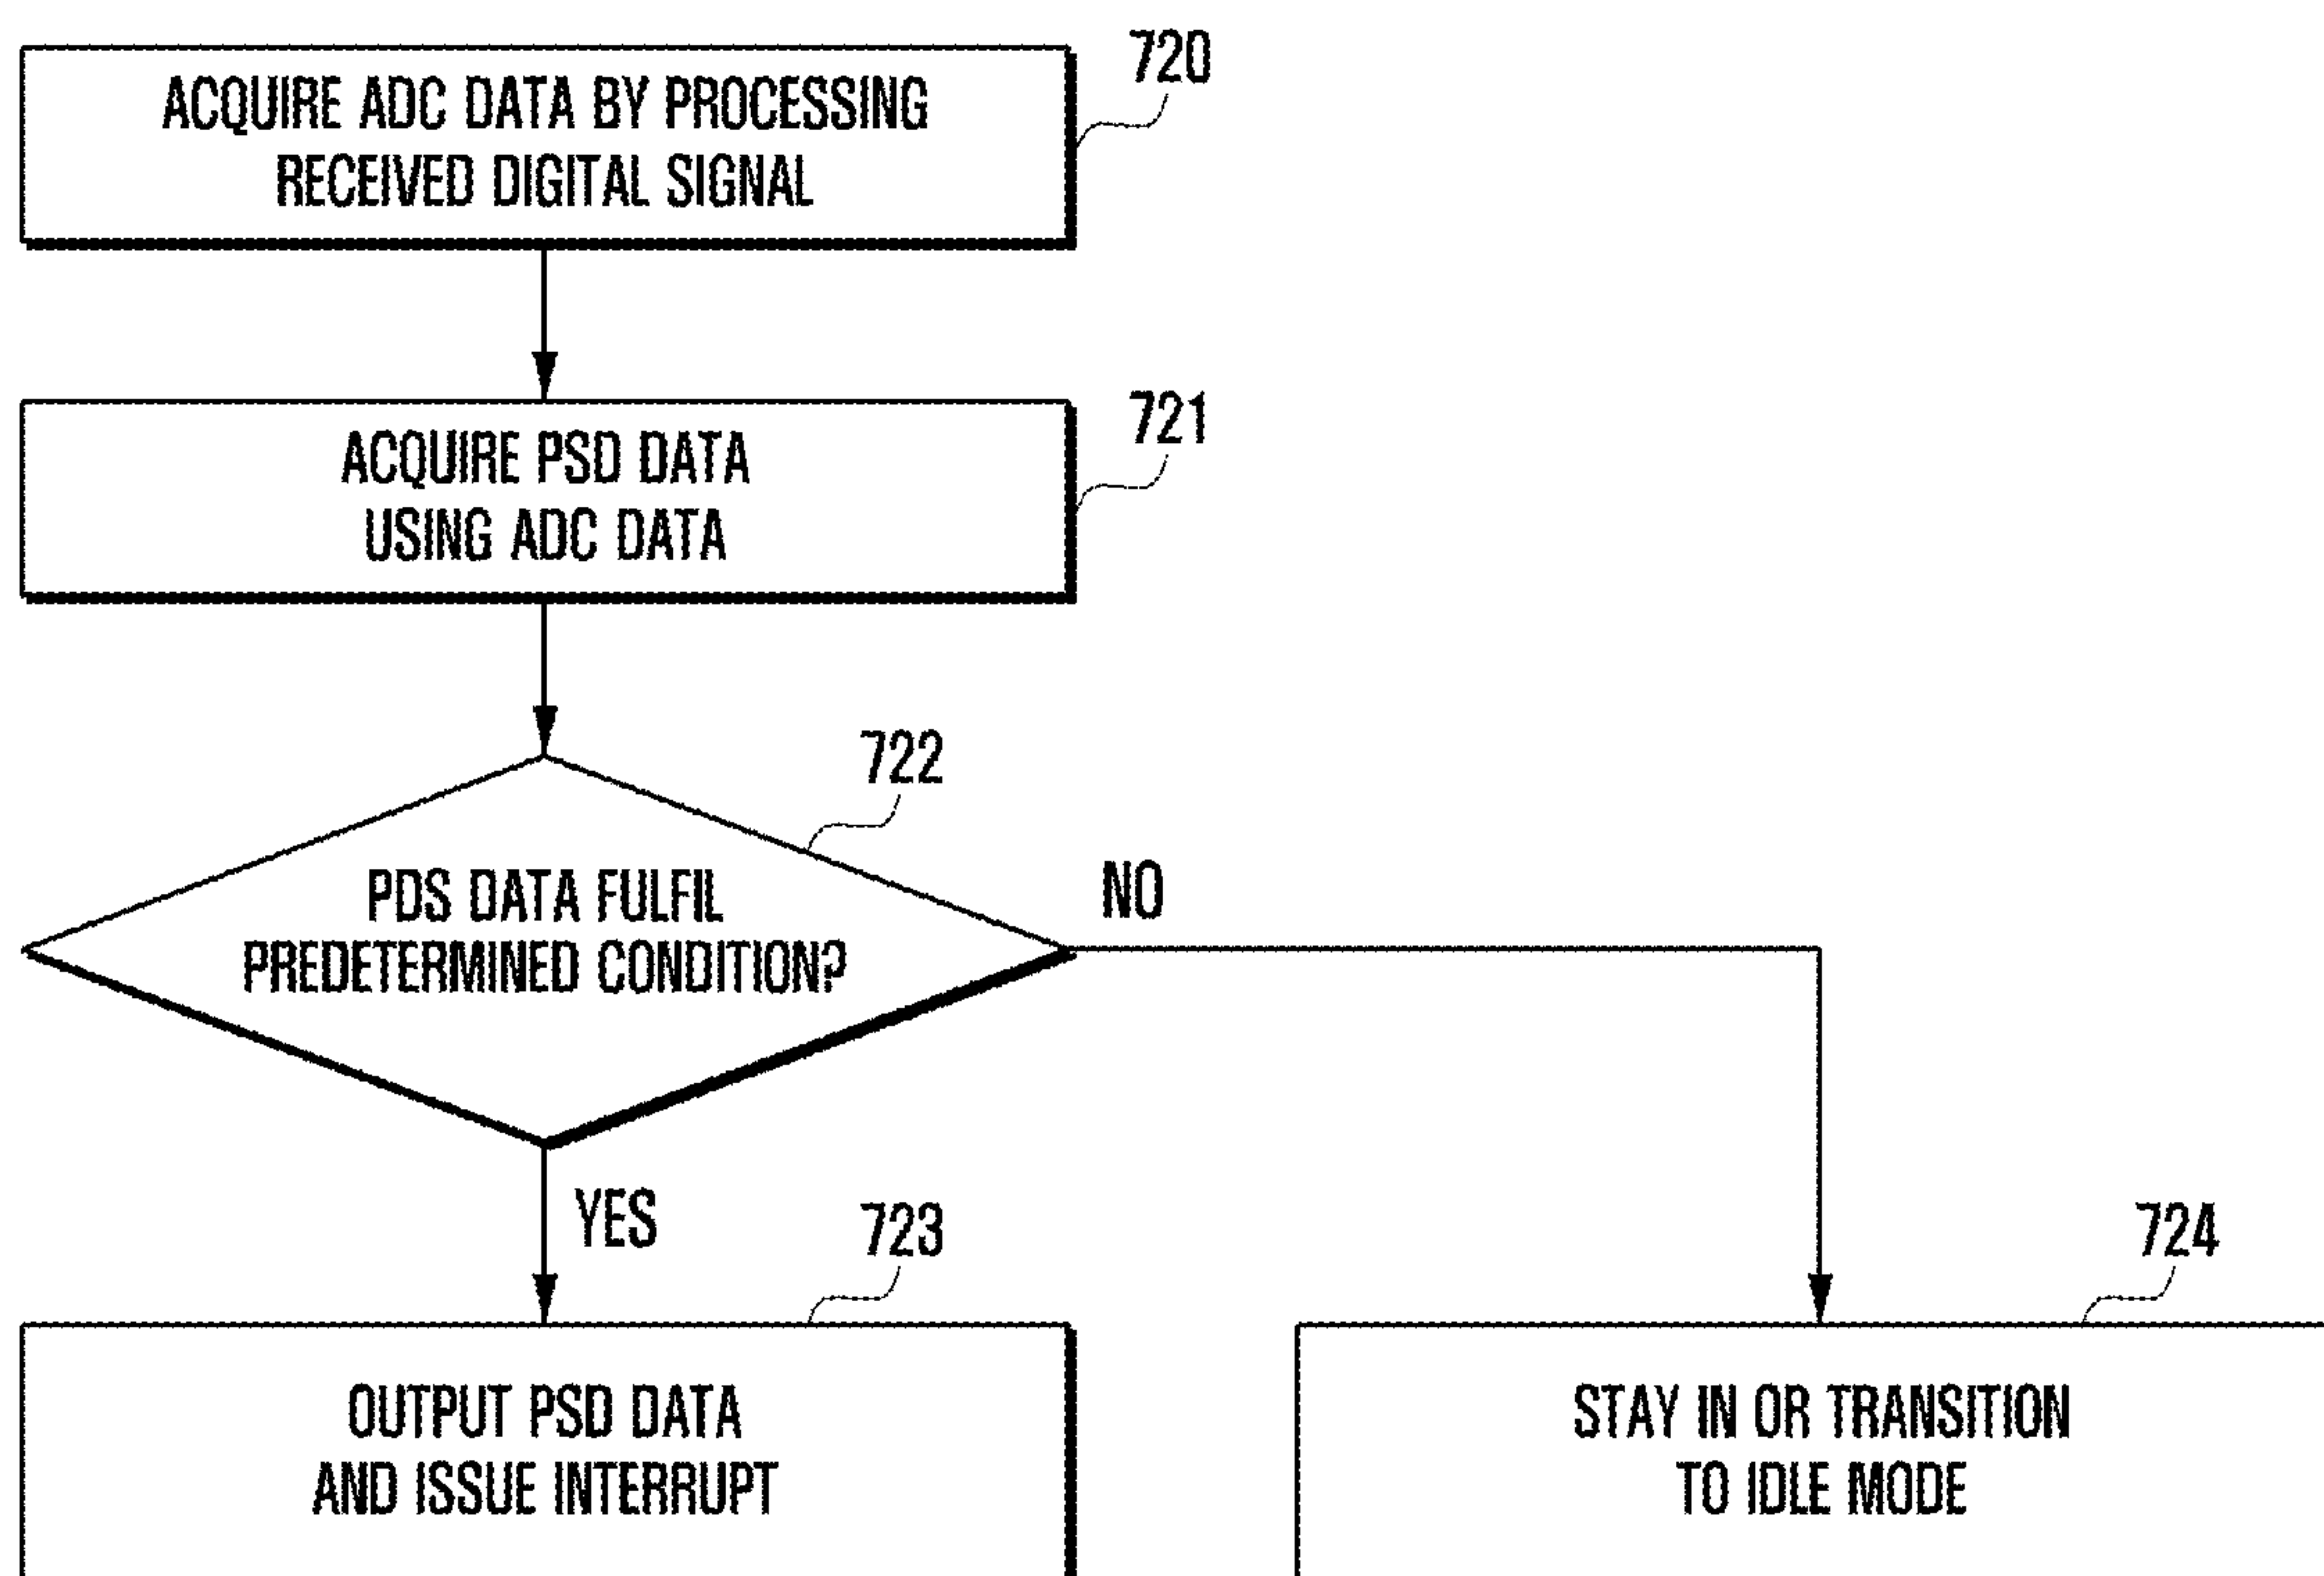 720
ACQUIRE ADC DATA BY PROCESSING
RECEIVED DIGITAL SIGNAL
721
ACQUIRE PSD DATA
USING ADC DATA
722
PDS DATA FULFIL
PREDETERMINED CONDITION?
NO
YES
723
OUTPUT PSD DATA
AND ISSUE INTERRUPT
724
STAY IN OR TRANSITION
TO IDLE MODE